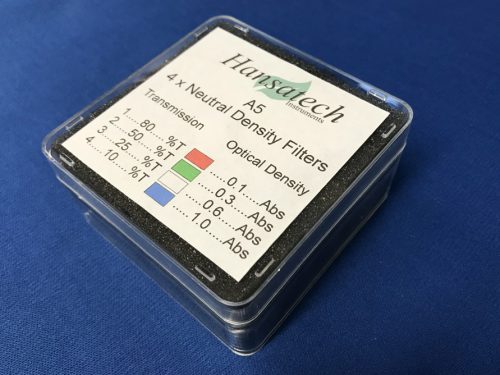 Hansatech
Instruments
A5
4 x Neutral Density Filters
Transmission Optical Density
1....80....%T .....0.1....Abs
2....50....%T .....0.3....Abs
3....25....%T .....0.6....Abs
4....10....%T .....1.0....Abs